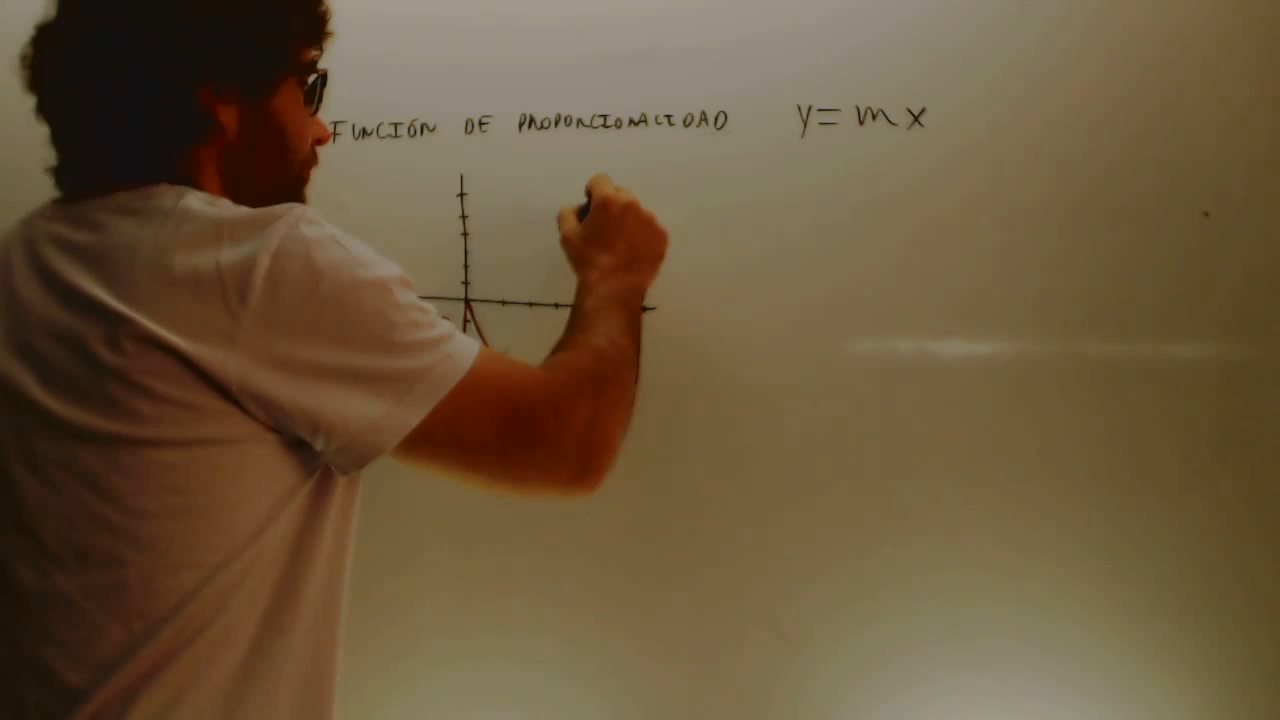 FUNCIÓN DE PROPORCIONALIDAD y = mx